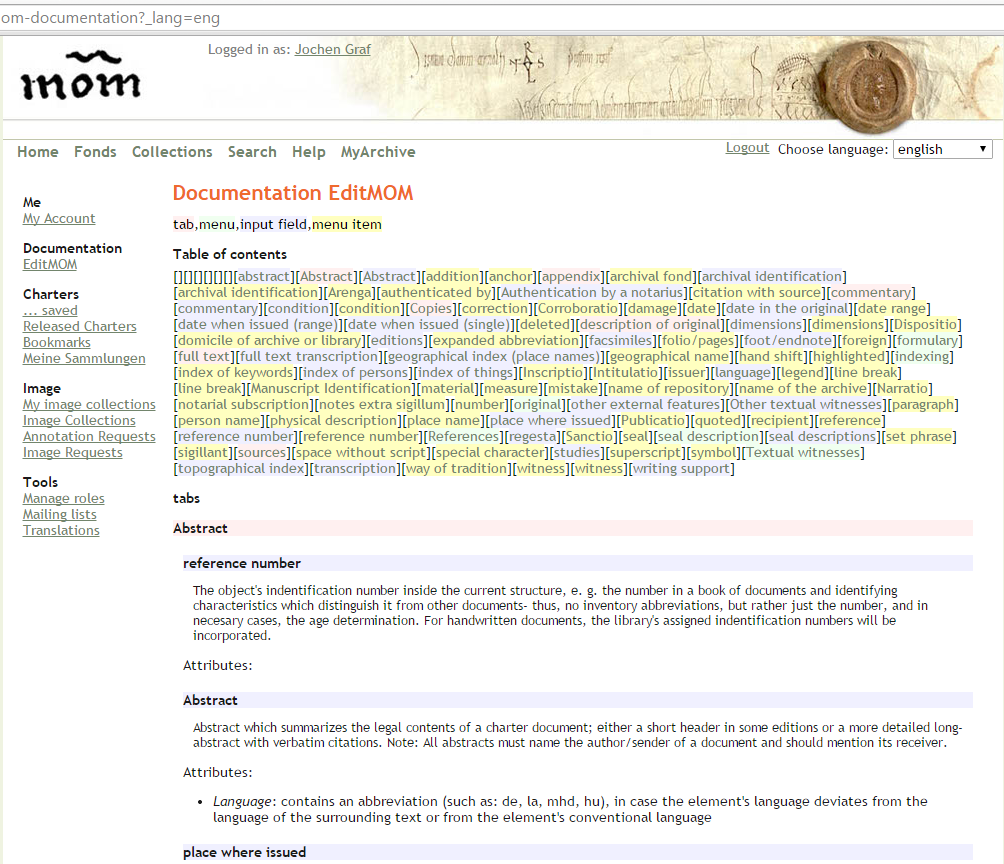 om-documentation?_lang=eng
mom
Logged in as: Jochen Graf
Home Fonds Collections Search Help MyArchive
Logout Choose language: english
Me
My Account
Documentation
EditMOM
Charters
... saved
Released Charters
Bookmarks
Meine Sammlungen
Image
My image collections
Image Collections
Annotation Requests
Image Requests
Tools
Manage roles
Mailing lists
Translations
Documentation EditMOM
tab,menu,input field,menu item
Table of contents
[][][][][][][abstract][Abstract][Abstract][addition][anchor][appendix][archival fond][archival identification]
[archival identification][Arenga][authenticated by][Authentication by a notarius][citation with source][commentary]
[commentary][condition][condition][Copies][correction][Corroboratio][damage][date][date in the original][date range]
[date when issued (range)][date when issued (single)][deleted][description of original][dimensions][dimensions][Dispositio]
[domicile of archive or library][editions][expanded abbreviation][facsimiles][folio/pages][foot/endnote][foreign][formulary]
[full text][full text transcription][geographical index (place names)][geographical name][hand shift][highlighted][indexing]
[index of keywords][index of persons][index of things][Inscriptio][Intitulatio][issuer][language][legend][line break]
[line break][Manuscript Identification][material][measure][mistake][name of repository][name of the archive][Narratio]
[notarial subscription][notes extra sigillum][number][original][other external features][Other textual witnesses][paragraph]
[person name][physical description][place name][place where issued][Publicatio][quoted][recipient][reference]
[reference number][reference number][References][regesta][Sanctio][seal][seal description][seal descriptions][set phrase]
[sigillant][sources][space without script][special character][studies][superscript][symbol][Textual witnesses]
[topographical index][transcription][way of tradition][witness][witness][writing support]
tabs
Abstract
reference number
The object's indentification number inside the current structure, e. g. the number in a book of documents and identifying
characteristics which distinguish it from other documents- thus, no inventory abbreviations, but rather just the number, and in
necesary cases, the age determination. For handwritten documents, the library's assigned indentification numbers will be
incorporated.
Attributes:
Abstract
Abstract which summarizes the legal contents of a charter document; either a short header in some editions or a more detailed long-
abstract with verbatim citations. Note: All abstracts must name the author/sender of a document and should mention its receiver.
Attributes:
• Language: contains an abbreviation (such as: de, la, mhd, hu), in case the element's language deviates from the
language of the surrounding text or from the element's conventional language
place where issued